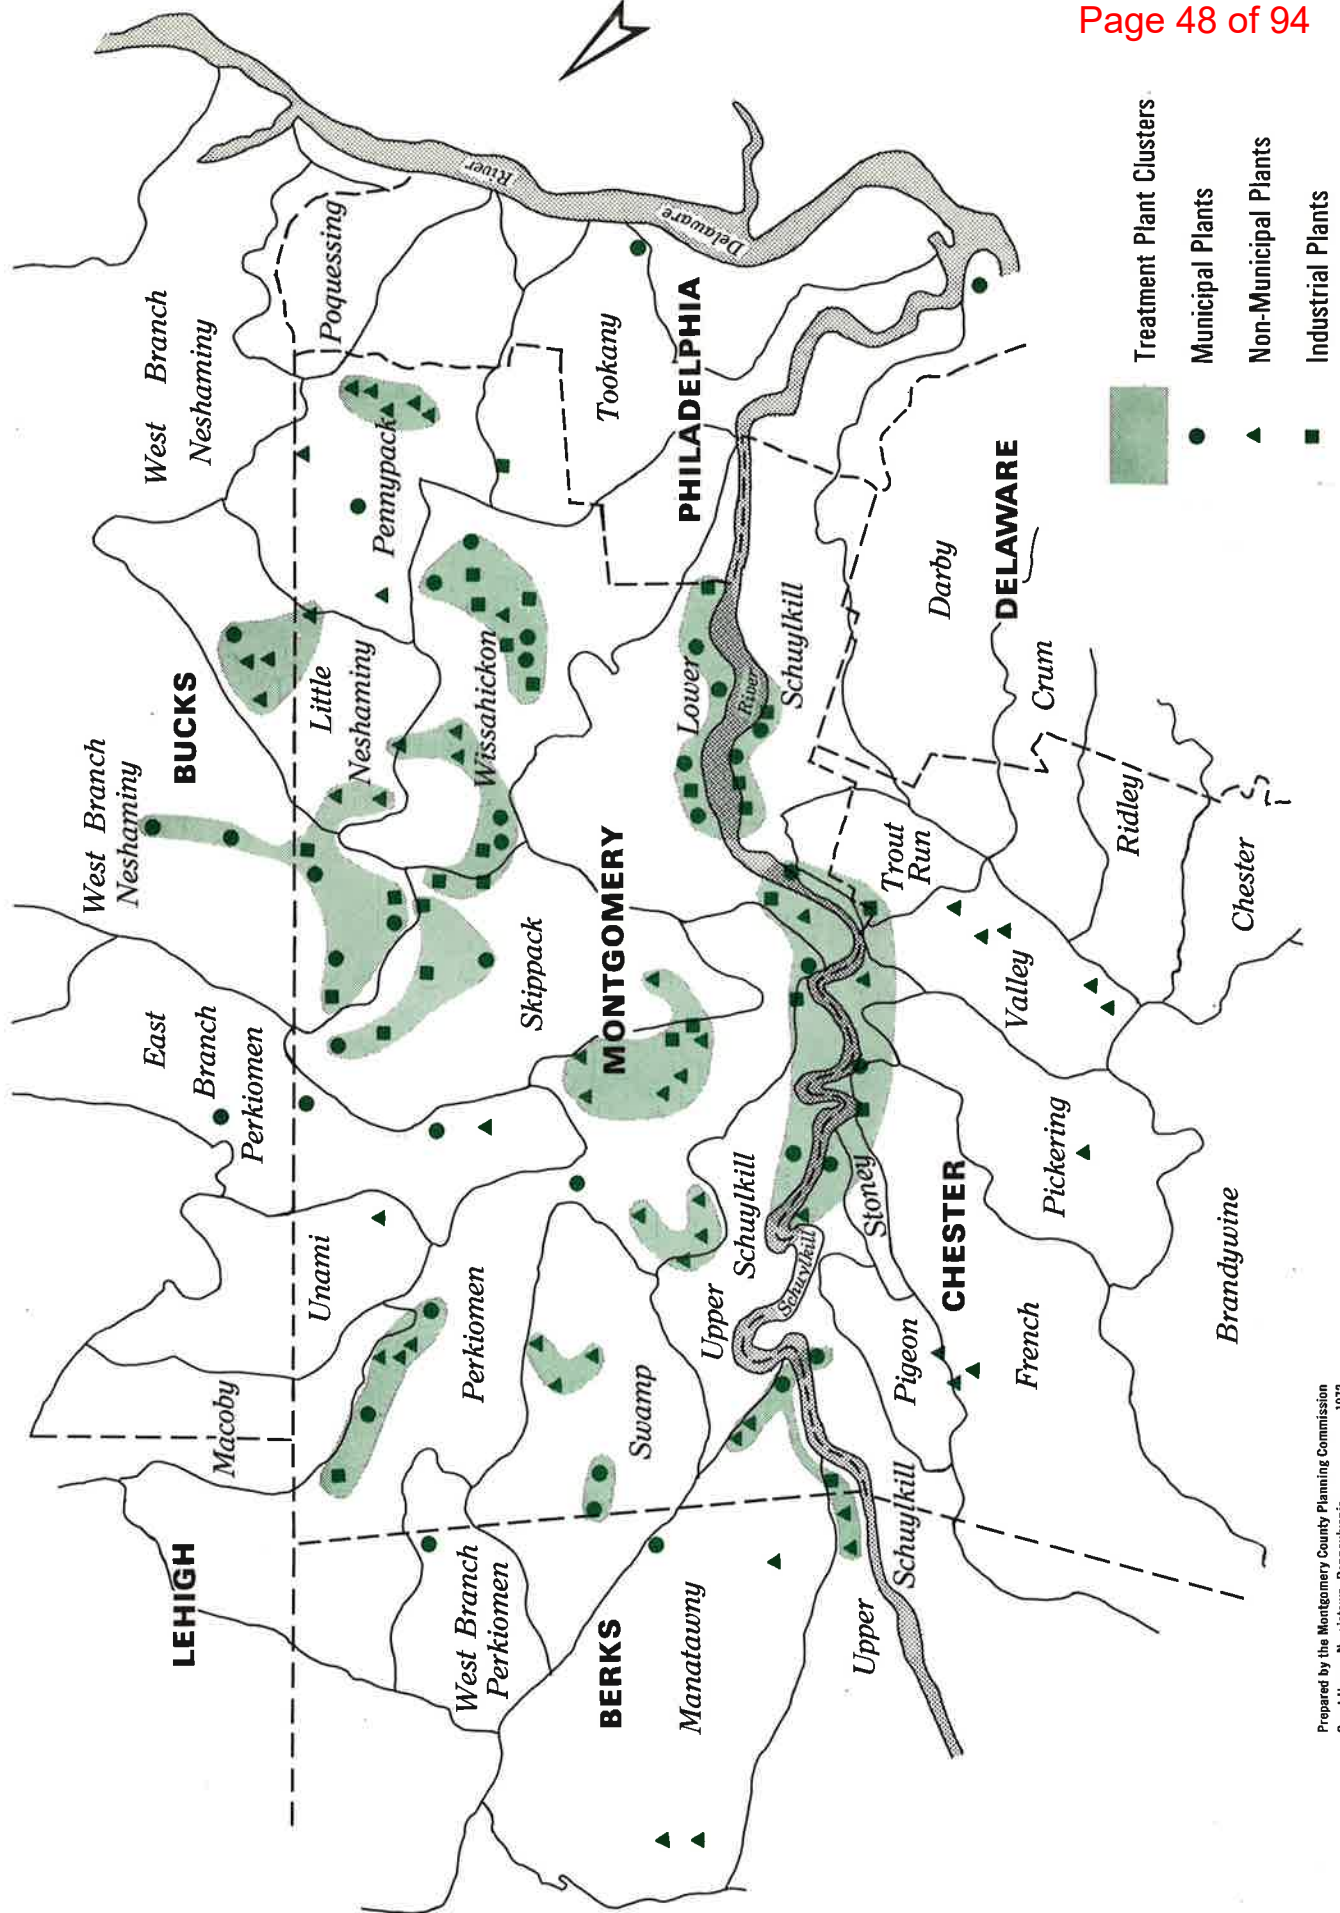 Page 48 of 94
LEHIGH
BERKS
BUCKS
MONTGOMERY
CHESTER
PHILADELPHIA
DELAWARE
Macoby
Unami
East
Branch
Perkiomen
West Branch
Neshaminy
West Branch
Neshaminy
Poquessing
Pennypack
Little
Neshaminy
Wissahickon
Skippack
Perkiomen
West Branch
Perkiomen
Swamp
Manatawny
Upper
Schuylkill
Upper
Schuylkill
Schuylkill
Lower
River
Schuylkill
Tookany
River
Delaware
Darby
Crum
Ridley
Chester
Trout
Run
Valley
Pickering
Stoney
Pigeon
French
Brandywine
Treatment Plant Clusters
Municipal Plants
Non-Municipal Plants
Industrial Plants
Prepared by the Montgomery County Planning Commission